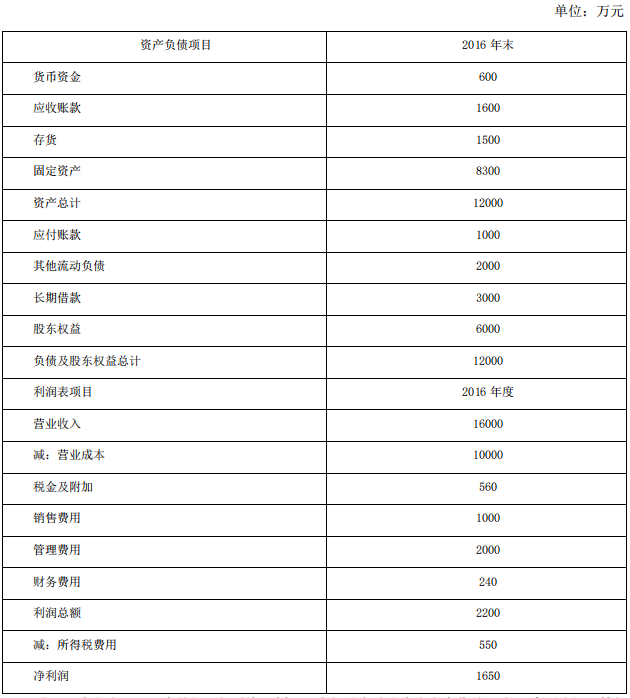 单位：万元
资产负债项目 2016 年末
货币资金 600
应收账款 1600
存货 1500
固定资产 8300
资产总计 12000
应付账款 1000
其他流动负债 2000
长期借款 3000
股东权益 6000
负债及股东权益总计 12000
利润表项目 2016 年度
营业收入 16000
减：营业成本 10000
税金及附加 560
销售费用 1000
管理费用 2000
财务费用 240
利润总额 2200
减：所得税费用 550
净利润 1650